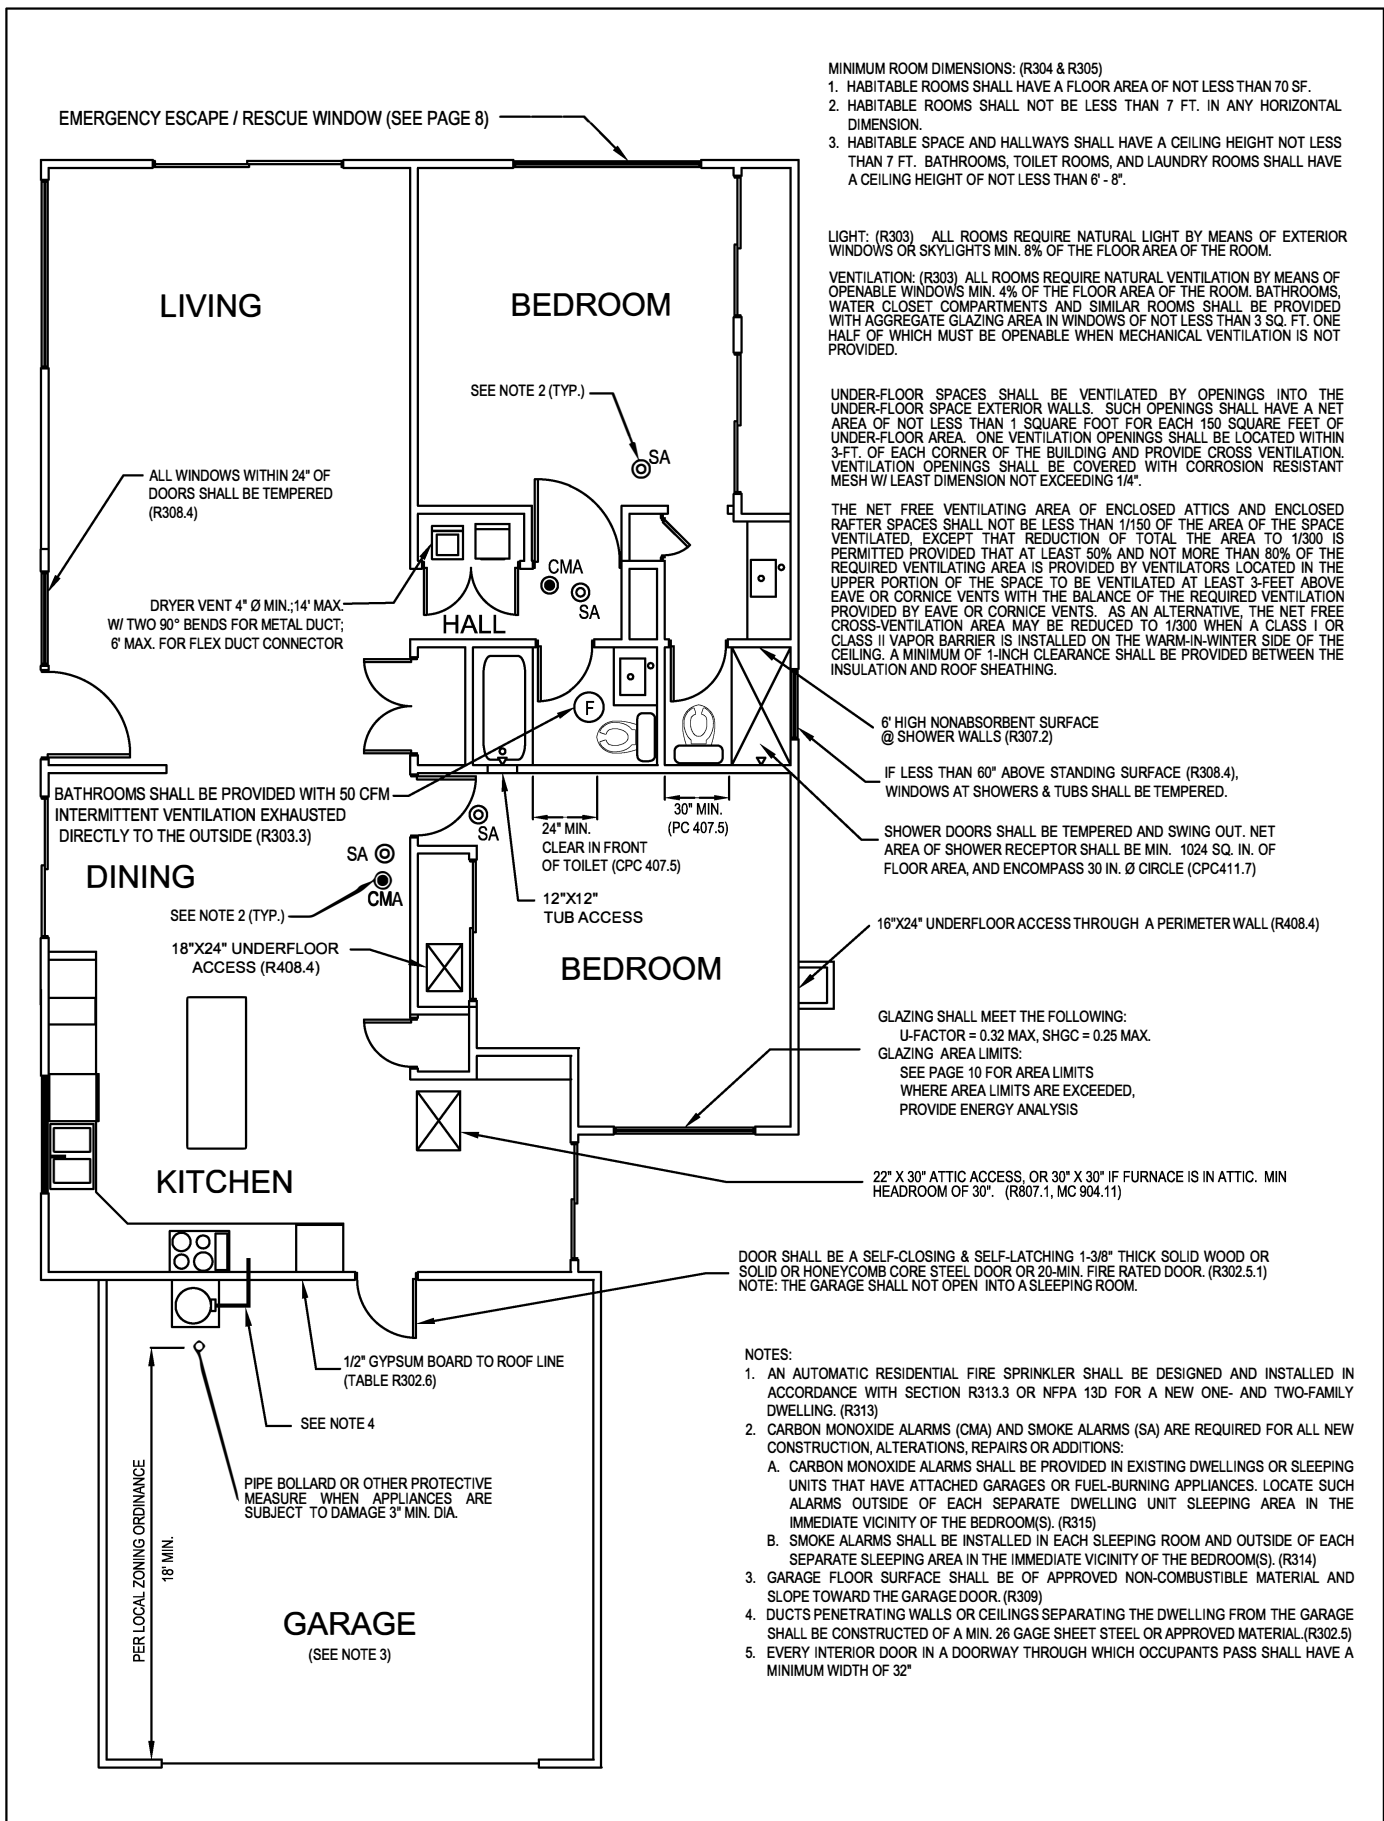 MINIMUM ROOM DIMENSIONS: (R304 & R305)
1. HABITABLE ROOMS SHALL HAVE A FLOOR AREA OF NOT LESS THAN 70 SF.
2. HABITABLE ROOMS SHALL NOT BE LESS THAN 7 FT. IN ANY HORIZONTAL
DIMENSION.
3. HABITABLE SPACE AND HALLWAYS SHALL HAVE A CEILING HEIGHT NOT LESS
THAN 7 FT. BATHROOMS, TOILET ROOMS, AND LAUNDRY ROOMS SHALL HAVE
A CEILING HEIGHT OF NOT LESS THAN 6' - 8".
LIGHT: (R303) ALL ROOMS REQUIRE NATURAL LIGHT BY MEANS OF EXTERIOR
WINDOWS OR SKYLIGHTS MIN. 8% OF THE FLOOR AREA OF THE ROOM.
VENTILATION: (R303) ALL ROOMS REQUIRE NATURAL VENTILATION BY MEANS OF
OPENABLE WINDOWS MIN. 4% OF THE FLOOR AREA OF THE ROOM. BATHROOMS,
WATER CLOSET COMPARTMENTS AND SIMILAR ROOMS SHALL BE PROVIDED
WITH AGGREGATE GLAZING AREA IN WINDOWS OF NOT LESS THAN 3 SQ. FT. ONE
HALF OF WHICH MUST BE OPENABLE WHEN MECHANICAL VENTILATION IS NOT
PROVIDED.
UNDER-FLOOR SPACES SHALL BE VENTILATED BY OPENINGS INTO THE
UNDER-FLOOR SPACE EXTERIOR WALLS. SUCH OPENINGS SHALL HAVE A NET
AREA OF NOT LESS THAN 1 SQUARE FOOT FOR EACH 150 SQUARE FEET OF
UNDER-FLOOR AREA. ONE VENTILATION OPENINGS SHALL BE LOCATED WITHIN
3-FT. OF EACH CORNER OF THE BUILDING AND PROVIDE CROSS VENTILATION.
VENTILATION OPENINGS SHALL BE COVERED WITH CORROSION RESISTANT
MESH W/ LEAST DIMENSION NOT EXCEEDING 1/4".
THE NET FREE VENTILATING AREA OF ENCLOSED ATTICS AND ENCLOSED
RAFTER SPACES SHALL NOT BE LESS THAN 1/150 OF THE AREA OF THE SPACE
VENTILATED, EXCEPT THAT REDUCTION OF TOTAL THE AREA TO 1/300 IS
PERMITTED PROVIDED THAT AT LEAST 50% AND NOT MORE THAN 80% OF THE
REQUIRED VENTILATING AREA IS PROVIDED BY VENTILATORS LOCATED IN THE
UPPER PORTION OF THE SPACE TO BE VENTILATED AT LEAST 3-FEET ABOVE
EAVE OR CORNICE VENTS WITH THE BALANCE OF THE REQUIRED VENTILATION
PROVIDED BY EAVE OR CORNICE VENTS. AS AN ALTERNATIVE, THE NET FREE
CROSS-VENTILATION AREA MAY BE REDUCED TO 1/300 WHEN A CLASS I OR
CLASS II VAPOR BARRIER IS INSTALLED ON THE WARM-IN-WINTER SIDE OF THE
CEILING. A MINIMUM OF 1-INCH CLEARANCE SHALL BE PROVIDED BETWEEN THE
INSULATION AND ROOF SHEATHING.
EMERGENCY ESCAPE / RESCUE WINDOW (SEE PAGE 8)
LIVING
BEDROOM
SEE NOTE 2 (TYP.)
SA
ALL WINDOWS WITHIN 24" OF
DOORS SHALL BE TEMPERED
(R308.4)
CMA
SA
DRYER VENT 4" Ø MIN.;14' MAX.
W/ TWO 90° BENDS FOR METAL DUCT;
6' MAX. FOR FLEX DUCT CONNECTOR
HALL
F
6' HIGH NONABSORBENT SURFACE
@ SHOWER WALLS (R307.2)
IF LESS THAN 60" ABOVE STANDING SURFACE (R308.4),
WINDOWS AT SHOWERS & TUBS SHALL BE TEMPERED.
SHOWER DOORS SHALL BE TEMPERED AND SWING OUT. NET
AREA OF SHOWER RECEPTOR SHALL BE MIN. 1024 SQ. IN. OF
FLOOR AREA, AND ENCOMPASS 30 IN. Ø CIRCLE (CPC411.7)
BATHROOMS SHALL BE PROVIDED WITH 50 CFM
INTERMITTENT VENTILATION EXHAUSTED
DIRECTLY TO THE OUTSIDE (R303.3)
SA
24" MIN.
CLEAR IN FRONT
OF TOILET (CPC 407.5)
30" MIN.
(PC 407.5)
SA
CMA
DINING
SEE NOTE 2 (TYP.)
12"X12"
TUB ACCESS
18"X24" UNDERFLOOR
ACCESS (R408.4)
BEDROOM
16"X24" UNDERFLOOR ACCESS THROUGH A PERIMETER WALL (R408.4)
GLAZING SHALL MEET THE FOLLOWING:
U-FACTOR = 0.32 MAX, SHGC = 0.25 MAX.
GLAZING AREA LIMITS:
SEE PAGE 10 FOR AREA LIMITS
WHERE AREA LIMITS ARE EXCEEDED,
PROVIDE ENERGY ANALYSIS
KITCHEN
22" X 30" ATTIC ACCESS, OR 30" X 30" IF FURNACE IS IN ATTIC. MIN
HEADROOM OF 30". (R807.1, MC 904.11)
DOOR SHALL BE A SELF-CLOSING & SELF-LATCHING 1-3/8" THICK SOLID WOOD OR
SOLID OR HONEYCOMB CORE STEEL DOOR OR 20-MIN. FIRE RATED DOOR. (R302.5.1)
NOTE: THE GARAGE SHALL NOT OPEN INTO A SLEEPING ROOM.
1/2" GYPSUM BOARD TO ROOF LINE
(TABLE R302.6)
SEE NOTE 4
PIPE BOLLARD OR OTHER PROTECTIVE
MEASURE WHEN APPLIANCES ARE
SUBJECT TO DAMAGE 3" MIN. DIA.
PER LOCAL ZONING ORDINANCE
18' MIN.
GARAGE
(SEE NOTE 3)
NOTES:
1. AN AUTOMATIC RESIDENTIAL FIRE SPRINKLER SHALL BE DESIGNED AND INSTALLED IN
ACCORDANCE WITH SECTION R313.3 OR NFPA 13D FOR A NEW ONE- AND TWO-FAMILY
DWELLING. (R313)
2. CARBON MONOXIDE ALARMS (CMA) AND SMOKE ALARMS (SA) ARE REQUIRED FOR ALL NEW
CONSTRUCTION, ALTERATIONS, REPAIRS OR ADDITIONS:
A. CARBON MONOXIDE ALARMS SHALL BE PROVIDED IN EXISTING DWELLINGS OR SLEEPING
UNITS THAT HAVE ATTACHED GARAGES OR FUEL-BURNING APPLIANCES. LOCATE SUCH
ALARMS OUTSIDE OF EACH SEPARATE DWELLING UNIT SLEEPING AREA IN THE
IMMEDIATE VICINITY OF THE BEDROOM(S). (R315)
B. SMOKE ALARMS SHALL BE INSTALLED IN EACH SLEEPING ROOM AND OUTSIDE OF EACH
SEPARATE SLEEPING AREA IN THE IMMEDIATE VICINITY OF THE BEDROOM(S). (R314)
3. GARAGE FLOOR SURFACE SHALL BE OF APPROVED NON-COMBUSTIBLE MATERIAL AND
SLOPE TOWARD THE GARAGE DOOR. (R309)
4. DUCTS PENETRATING WALLS OR CEILINGS SEPARATING THE DWELLING FROM THE GARAGE
SHALL BE CONSTRUCTED OF A MIN. 26 GAGE SHEET STEEL OR APPROVED MATERIAL.(R302.5)
5. EVERY INTERIOR DOOR IN A DOORWAY THROUGH WHICH OCCUPANTS PASS SHALL HAVE A
MINIMUM WIDTH OF 32"